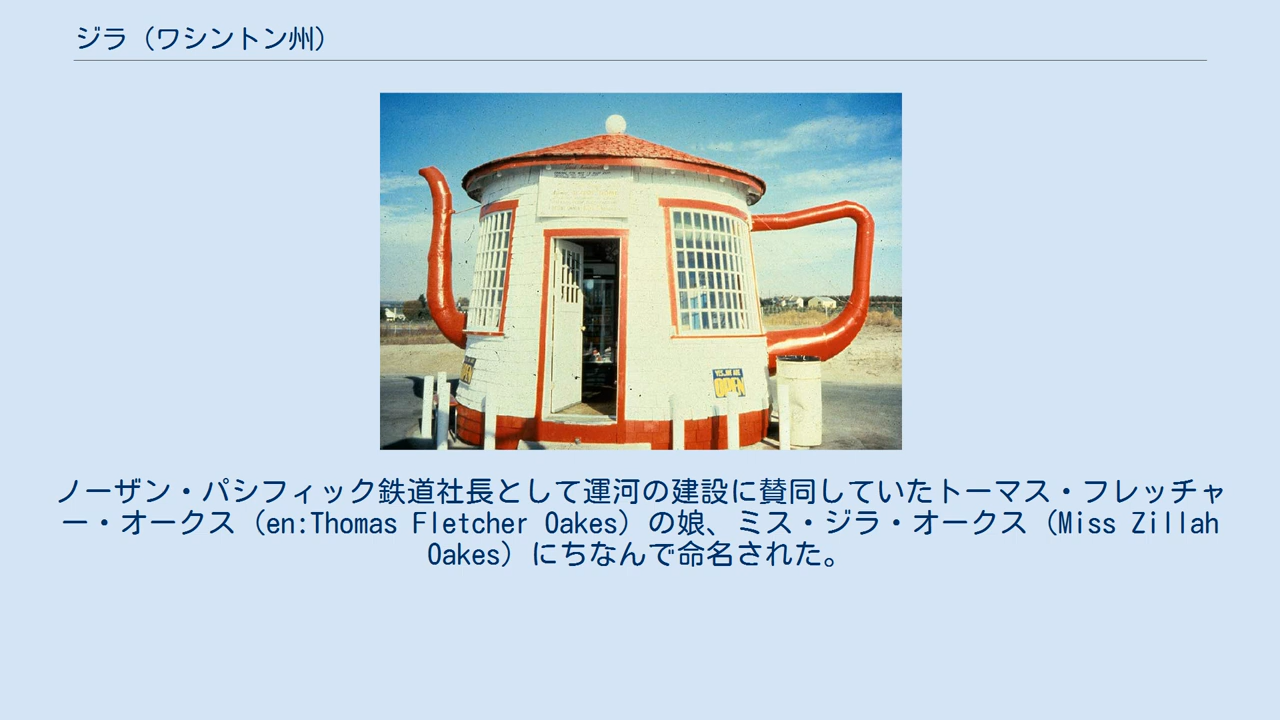 ジラ（ワシントン州）
YES...WE ARE
OPEN
ノーザン・パシフィック鉄道社長として運河の建設に賛同していたトーマス・フレッチャ
ー・オークス（en:Thomas Fletcher Oakes）の娘、ミス・ジラ・オークス（Miss Zillah
Oakes）にちなんで命名された。